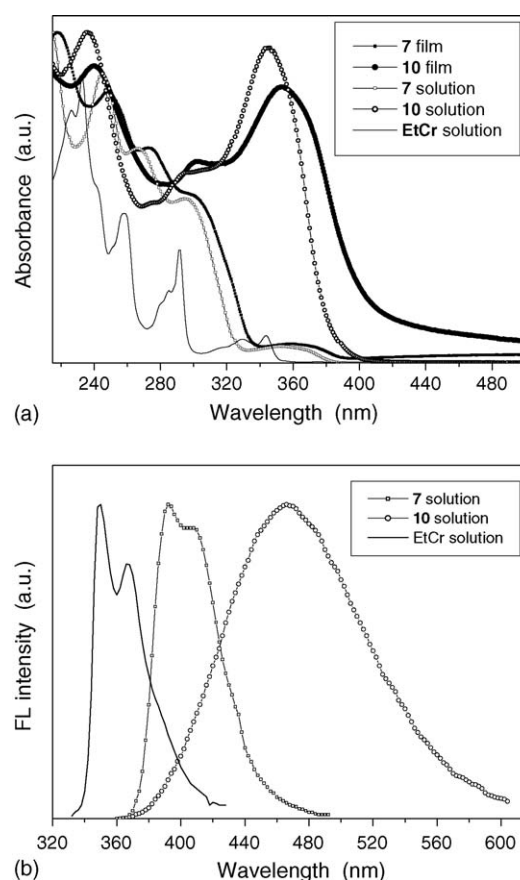 7 film
10 film
7 solution
10 solution
EtCr solution
Absorbance (a.u.)
240 280 320 360 400 440 480
(a)
Wavelength (nm)
7 solution
10 solution
EtCr solution
FL intensity (a.u.)
320 360 400 440 480 520 560 600
(b)
Wavelength (nm)